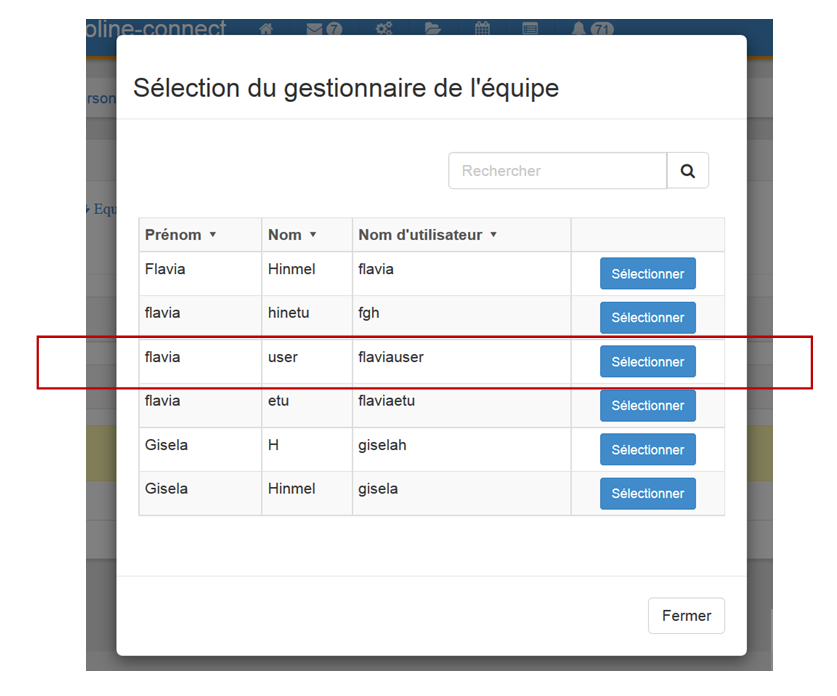 oline-connect 7 71
rson
Equ
Sélection du gestionnaire de l'équipe
Rechercher
Prénom Nom Nom d'utilisateur
Flavia Hinmel flavia Sélectionner
flavia hinetu fgh Sélectionner
flavia user flaviauser Sélectionner
flavia etu flaviaetu Sélectionner
Gisela H giselah Sélectionner
Gisela Hinmel gisela Sélectionner
Fermer